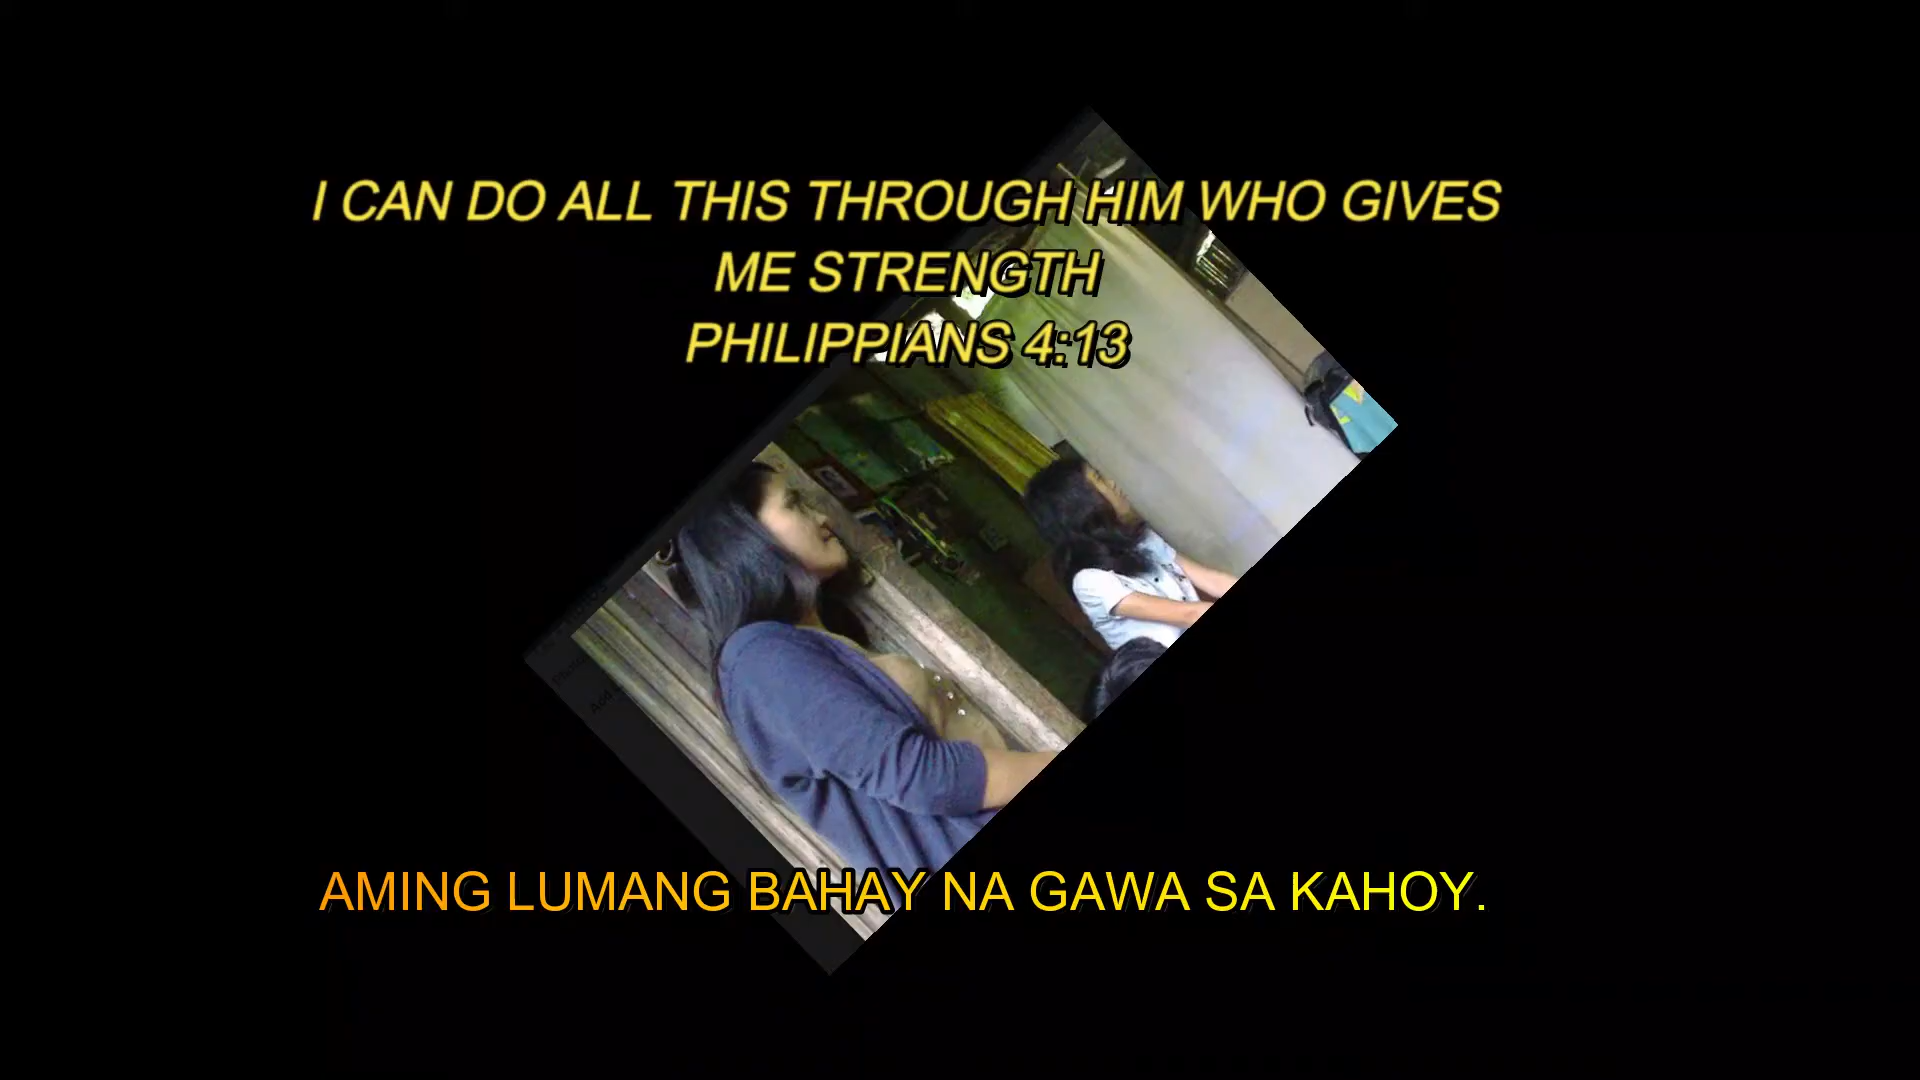 I CAN DO ALL THIS THROUGH HIM WHO GIVES
ME STRENGTH
PHILIPPIANS 4:13
AMING LUMANG BAHAY NA GAWA SA KAHOY.